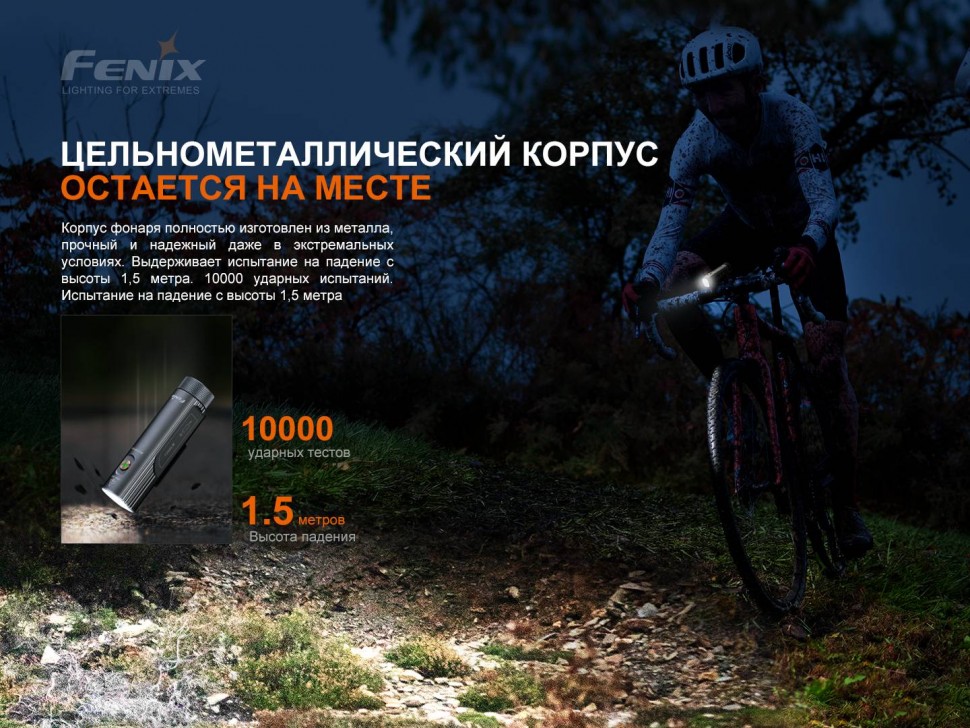 FENIX
LIGHTING FOR EXTREMES
ЦЕЛЬНОМЕТАЛЛИЧЕСКИЙ КОРПУС
ОСТАЕТСЯ НА МЕСТЕ
Корпус фонаря полностью изготовлен из металла,
прочный и надежный даже в экстремальных
условиях. Выдерживает испытание на падение с
высоты 1,5 метра. 10000 ударных испытаний.
Испытание на падение с высоты 1,5 метра
10000
ударных тестов
1.5 метров
Высота падения